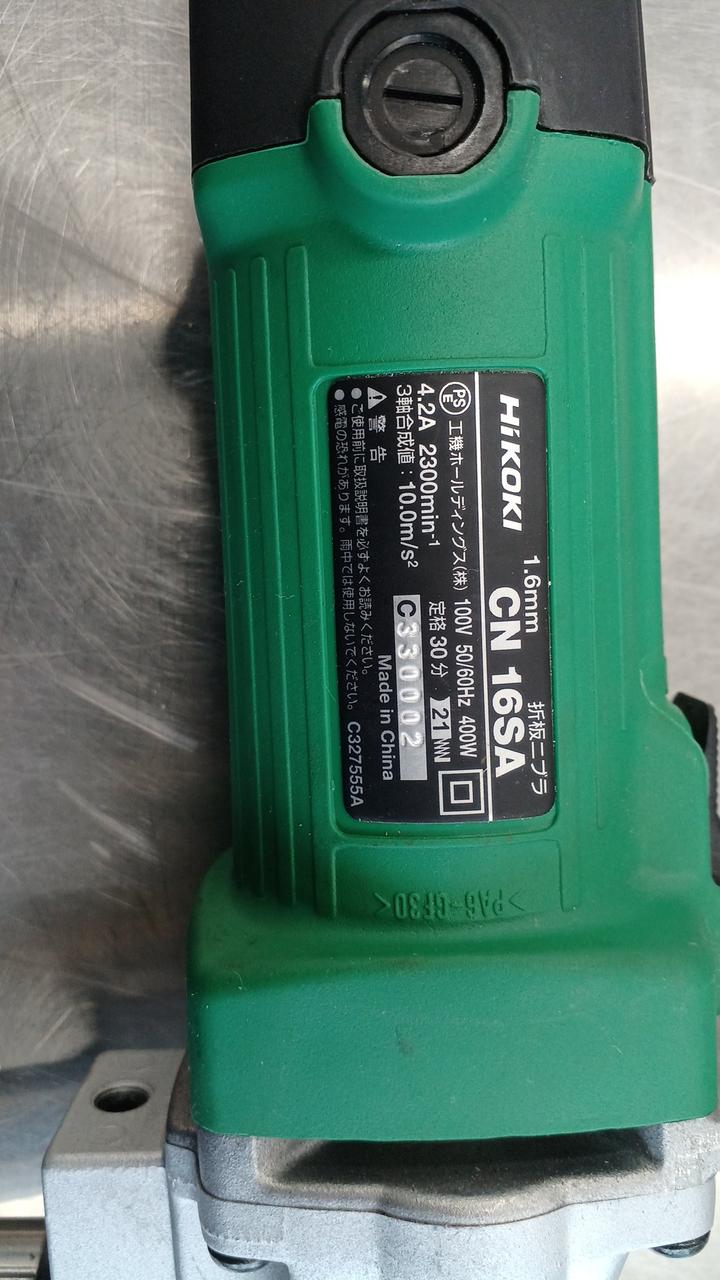 HiKOKI
1.6mm 折板ニブラ
CN 16SA
PS E 工機ホールディングス(株) 100V 50/60Hz 400W
4.2A 2300min⁻¹ 定格 30分 21NN
3軸合成値：10.0m/s² C330002
警告 Made in China
●ご使用前に取扱説明書を必ずよくお読みください。
●感電の恐れがあります。雨中では使用しないでください。 C327555A
>PA6-GF30<